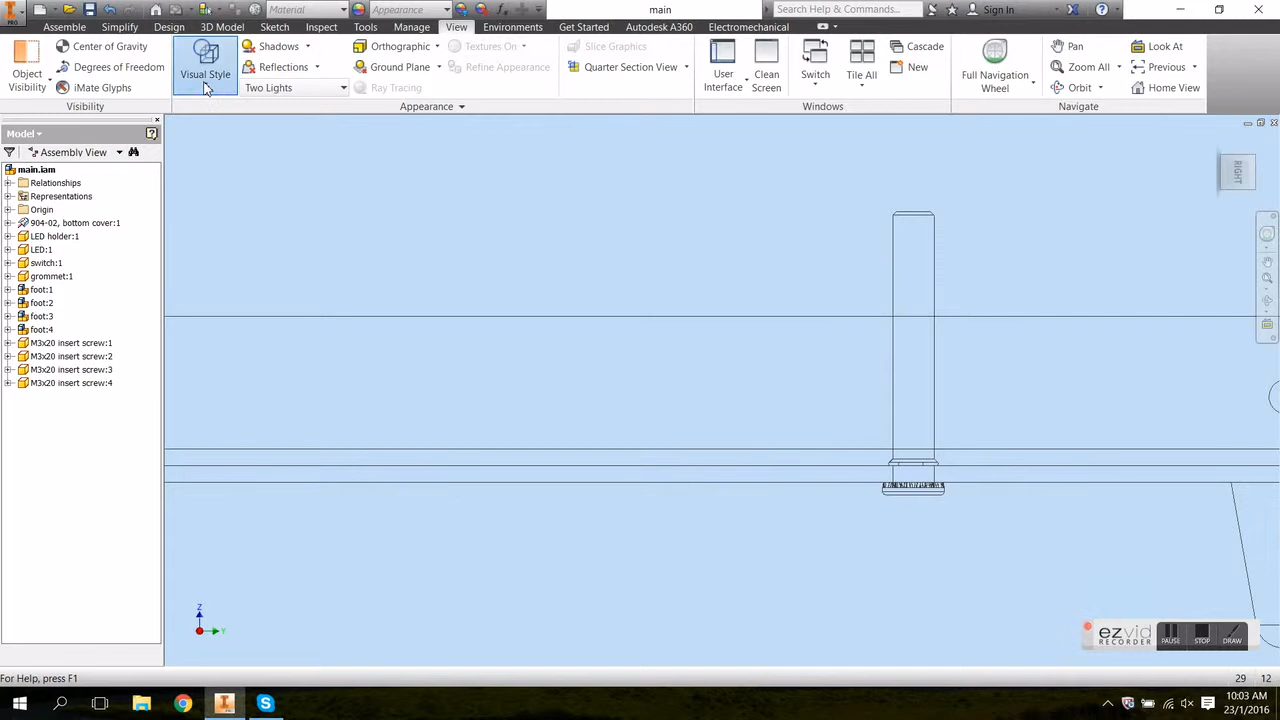 PRO
Material
Appearance
main
Search Help & Commands...
Sign In
Assemble
Simplify
Design
3D Model
Sketch
Inspect
Tools
Manage
View
Environments
Get Started
Autodesk A360
Electromechanical
Object
Visibility
Center of Gravity
Degrees of Freedom
iMate Glyphs
Visibility
Visual Style
Shadows
Reflections
Two Lights
Orthographic
Ground Plane
Ray Tracing
Textures On
Refine Appearance
Appearance
Slice Graphics
Quarter Section View
User
Interface
Clean
Screen
Switch
Tile All
Cascade
New
Windows
Full Navigation
Wheel
Pan
Zoom All
Orbit
Look At
Previous
Home View
Navigate
Model
Assembly View
main.iam
Relationships
Representations
Origin
904-02, bottom cover:1
LED holder:1
LED:1
switch:1
grommet:1
foot:1
foot:2
foot:3
foot:4
M3x20 insert screw:1
M3x20 insert screw:2
M3x20 insert screw:3
M3x20 insert screw:4
RIGHT
Z
Y
ezvid
RECORDER
PAUSE
STOP
DRAW
For Help, press F1
29
12
10:03 AM
23/1/2016